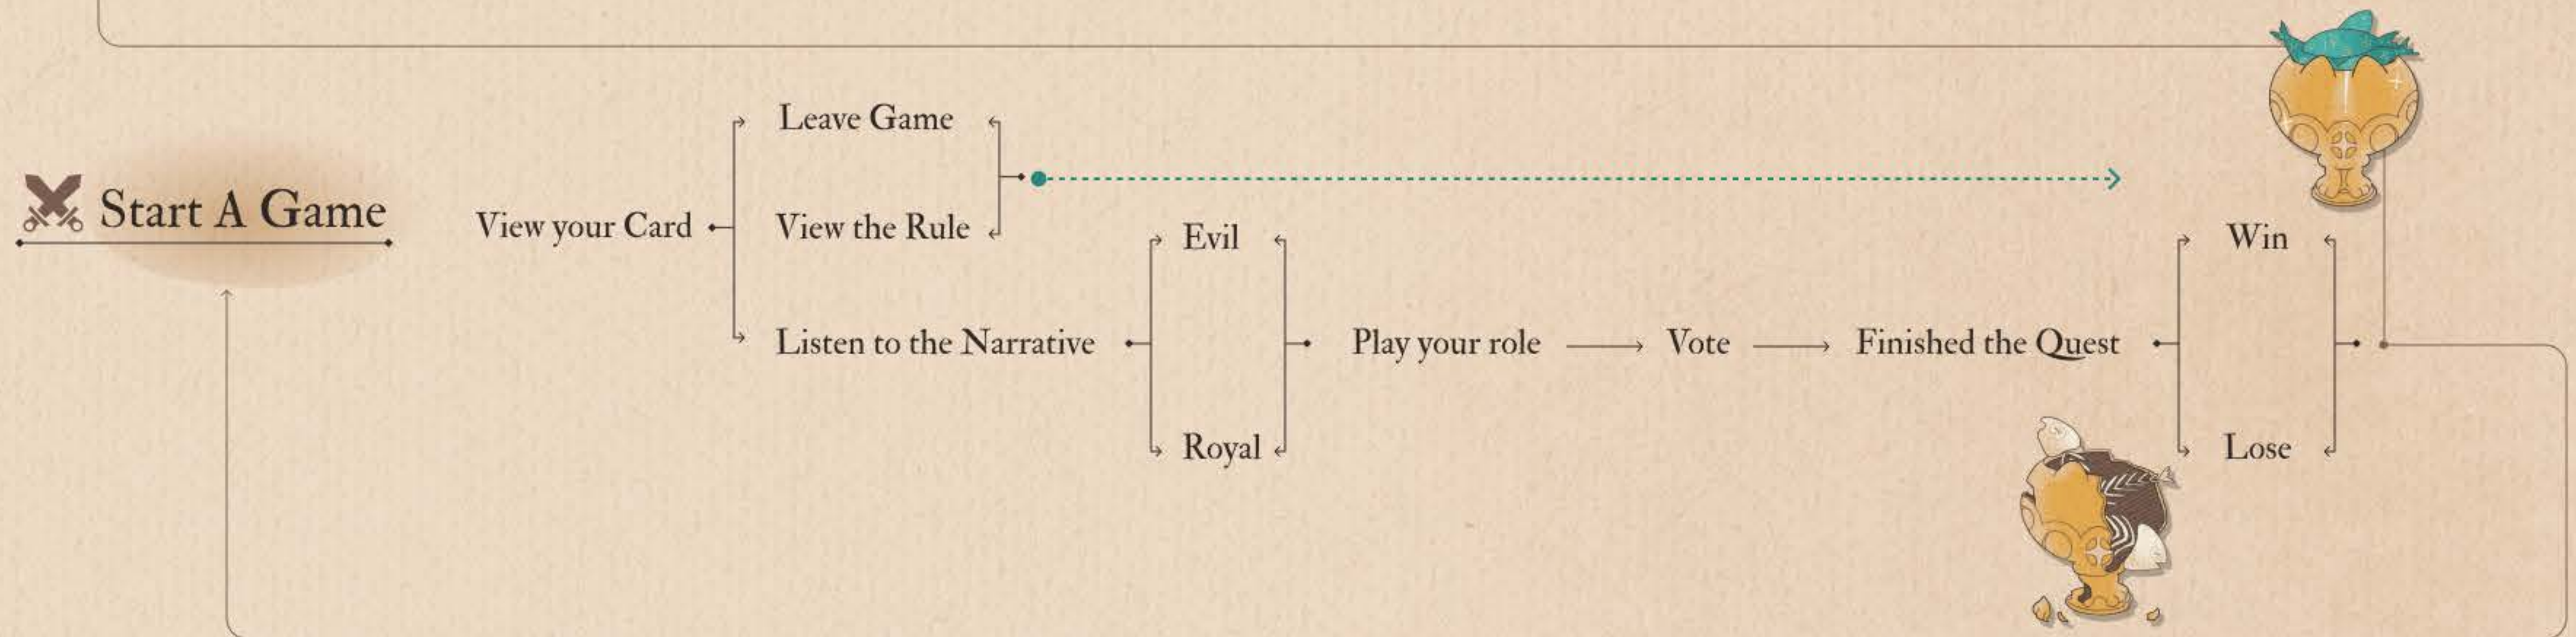 Start A Game
View your Card
Leave Game
View the Rule
Listen to the Narrative
Evil
Royal
Play your role
Vote
Finished the Quest
Win
Lose